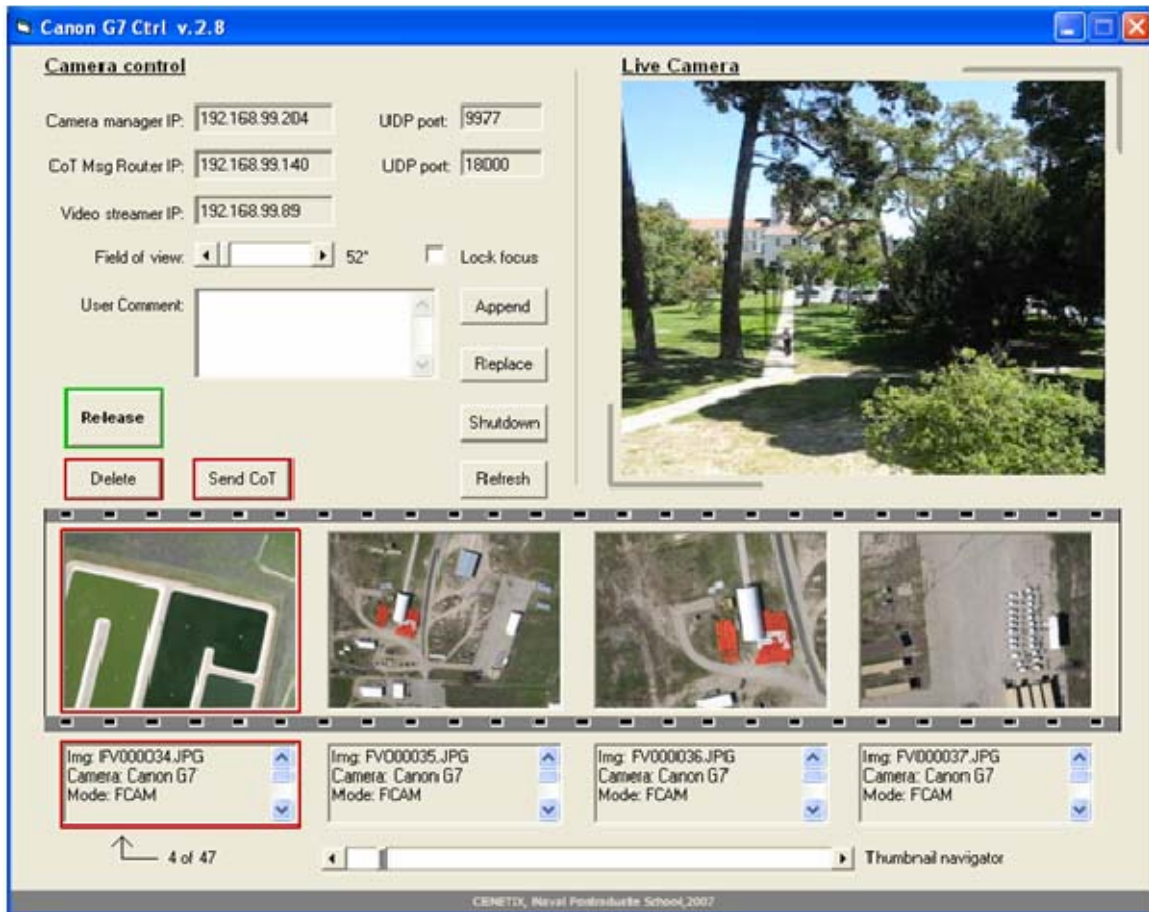 Canon G7 Ctrl v.2.8
Camera control
Camera manager IP: 192.168.99.204 UDP port: 9977
CoT Msg Router IP: 192.168.99.140 UDP port: 18000
Video streamer IP: 192.168.99.89
Field of view: 52° Lock focus
User Comment: Append
Replace
Release
Shutdown
Delete Send CoT Refresh
Live Camera
Img: FV000034.JPG
Camera: Canon G7
Mode: FCAM
Img: FV000035.JPG
Camera: Canon G7
Mode: FCAM
Img: FV000036.JPG
Camera: Canon G7
Mode: FCAM
Img: FV000037.JPG
Camera: Canon G7
Mode: FCAM
4 of 47 Thumbnail navigator
CENETIX, Naval Postraduate School,2007